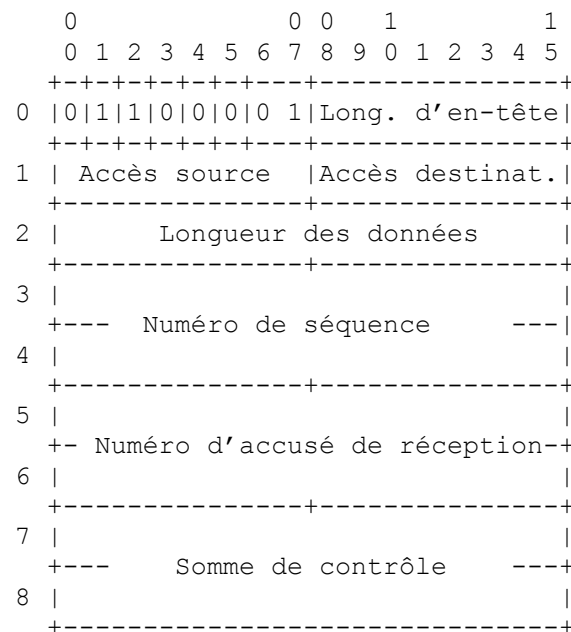 0 0 0 1 1
0 1 2 3 4 5 6 7 8 9 0 1 2 3 4 5
+-+-+-+-+-+-+---+---------------+
0 |0|1|1|0|0|0|0 1|Long. d’en-tête|
+-+-+-+-+-+-+---+---------------+
1 | Accès source |Accès destinat.|
+---------------+---------------+
2 | Longueur des données |
+---------------+---------------+
3 | |
+--- Numéro de séquence ---|
4 | |
+---------------+---------------+
5 | |
+- Numéro d’accusé de réception-+
6 | |
+---------------+---------------+
7 | |
+--- Somme de contrôle ---+
8 | |
+-------------------------------+